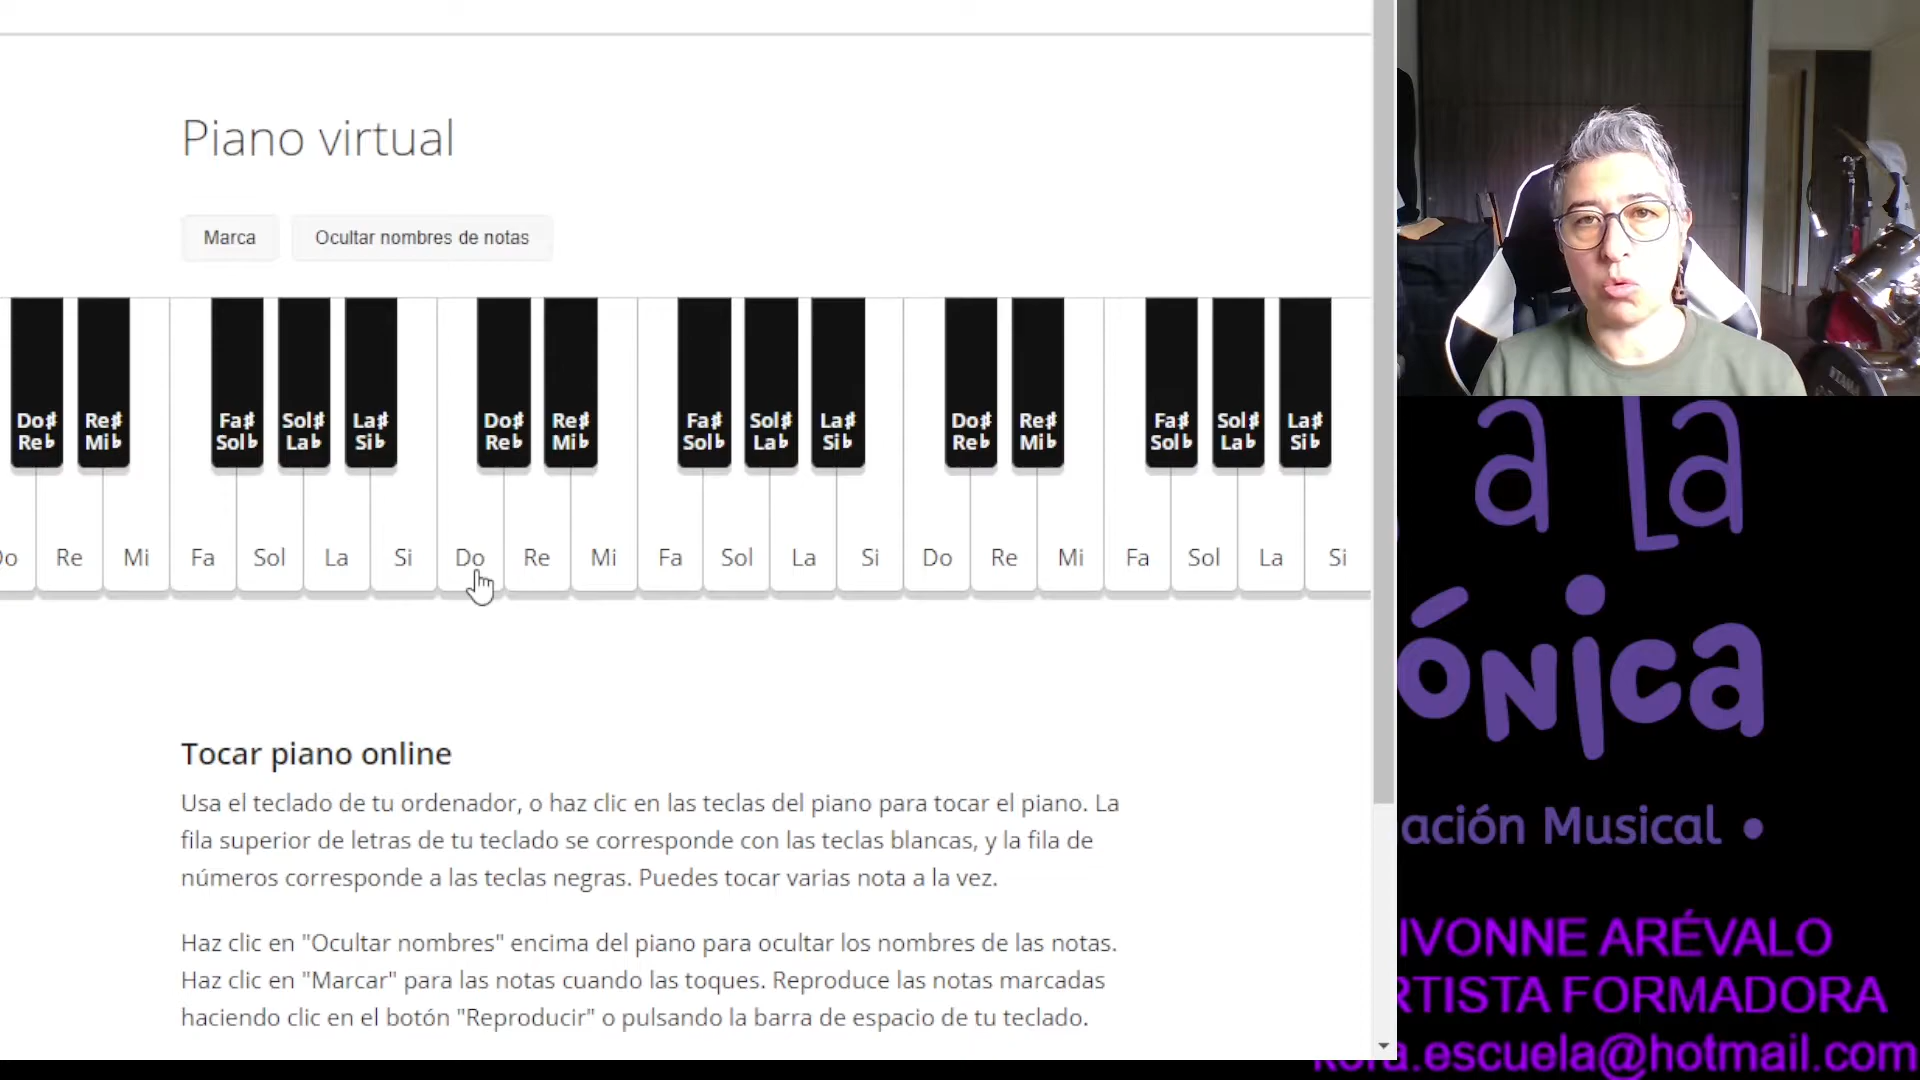 Piano virtual
Marca Ocultar nombres de notas
Do♯ Re♯ Fa♯ Sol♯ La♯ Do♯ Re♯ Fa♯ Sol♯ La♯ Do♯ Re♯ Fa♯ Sol♯ La♯
Re♭ Mi♭ Sol♭ La♭ Si♭ Re♭ Mi♭ Sol♭ La♭ Si♭ Re♭ Mi♭ Sol♭ La♭ Si♭
Do Re Mi Fa Sol La Si Do Re Mi Fa Sol La Si Do Re Mi Fa Sol La Si
Tocar piano online
Usa el teclado de tu ordenador, o haz clic en las teclas del piano para tocar el piano. La
fila superior de letras de tu teclado se corresponde con las teclas blancas, y la fila de
números corresponde a las teclas negras. Puedes tocar varias nota a la vez.
Haz clic en "Ocultar nombres" encima del piano para ocultar los nombres de las notas.
Haz clic en "Marcar" para las notas cuando las toques. Reproduce las notas marcadas
haciendo clic en el botón "Reproducir" o pulsando la barra de espacio de tu teclado.
TAMA
a La
ónica
ación Musical •
IVONNE ARÉVALO
RTISTA FORMADORA
.escuela@hotmail.com